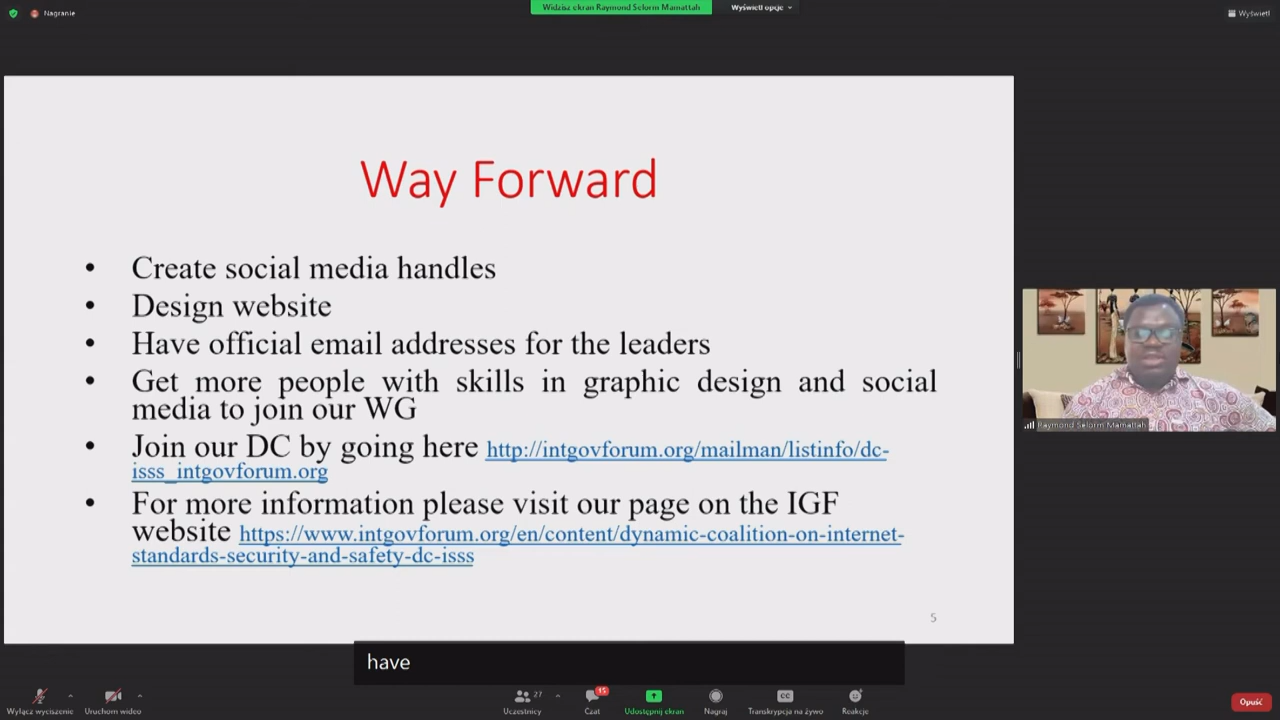 Nagranie
Widzisz ekran Raymond Selorm Mamattah
Wyświetl opcje
Wyświetl
Way Forward
• Create social media handles
• Design website
• Have official email addresses for the leaders
• Get more people with skills in graphic design and social
media to join our WG
• Join our DC by going here http://intgovforum.org/mailman/listinfo/dc-
isss_intgovforum.org
• For more information please visit our page on the IGF
website https://www.intgovforum.org/en/content/dynamic-coalition-on-internet-
standards-security-and-safety-dc-isss
5
Raymond Selorm Mamattah
have
Wyłącz wyciszenie
Uruchom wideo
27
Uczestnicy
15
Czat
Udostępnij ekran
Nagraj
CC
Transkrypcja na żywo
Reakcje
Opuść